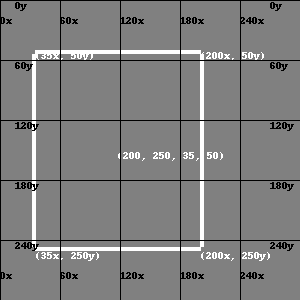 0y 0y
0x 60x 120x 180x 240x
(35x, 50y) (200x, 50y)
60y 60y
120y 120y
(200, 250, 35, 50)
180y 180y
240y 240y
(35x, 250y) (200x, 250y)
0x 60x 120x 180x 240x